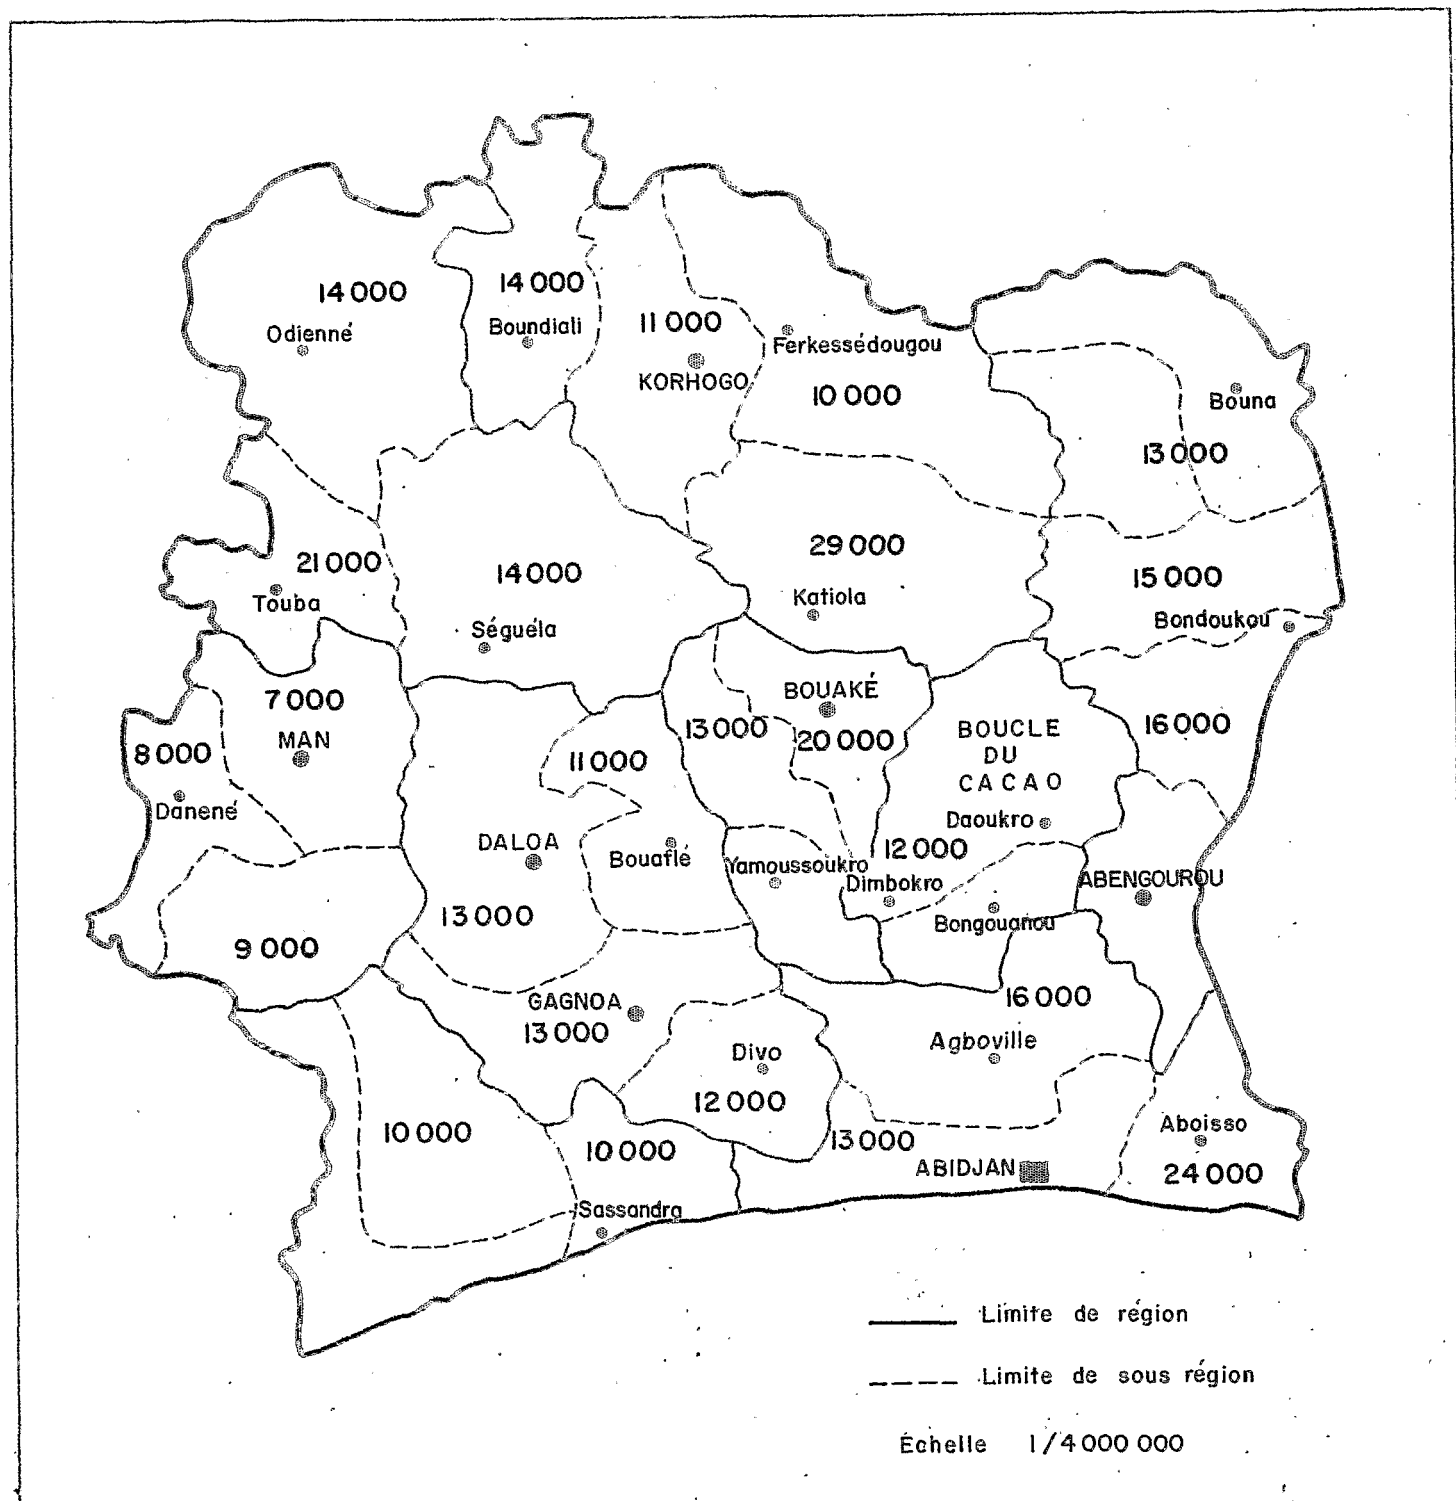 14 000
Odienné
14 000
Boundiali
11 000
KORHOGO
Ferkessédougou
10 000
Bouna
13 000
21 000
Touba
14 000
Séguéla
29 000
Katiola
15 000
Bondoukou
7 000
MAN
8 000
Danené
11 000
13 000
BOUAKÉ
20 000
BOUCLE
DU
CACAO
Daoukro
16 000
DALOA
13 000
Bouaflé
Yamoussoukro
12 000
Dimbokro
Bongouanou
ABENGOUROU
9 000
GAGNOA
13 000
16 000
Agboville
Divo
12 000
10 000
10 000
Sassandra
13 000
ABIDJAN
Aboisso
24 000
Limite de région
Limite de sous région
Échelle 1/4 000 000